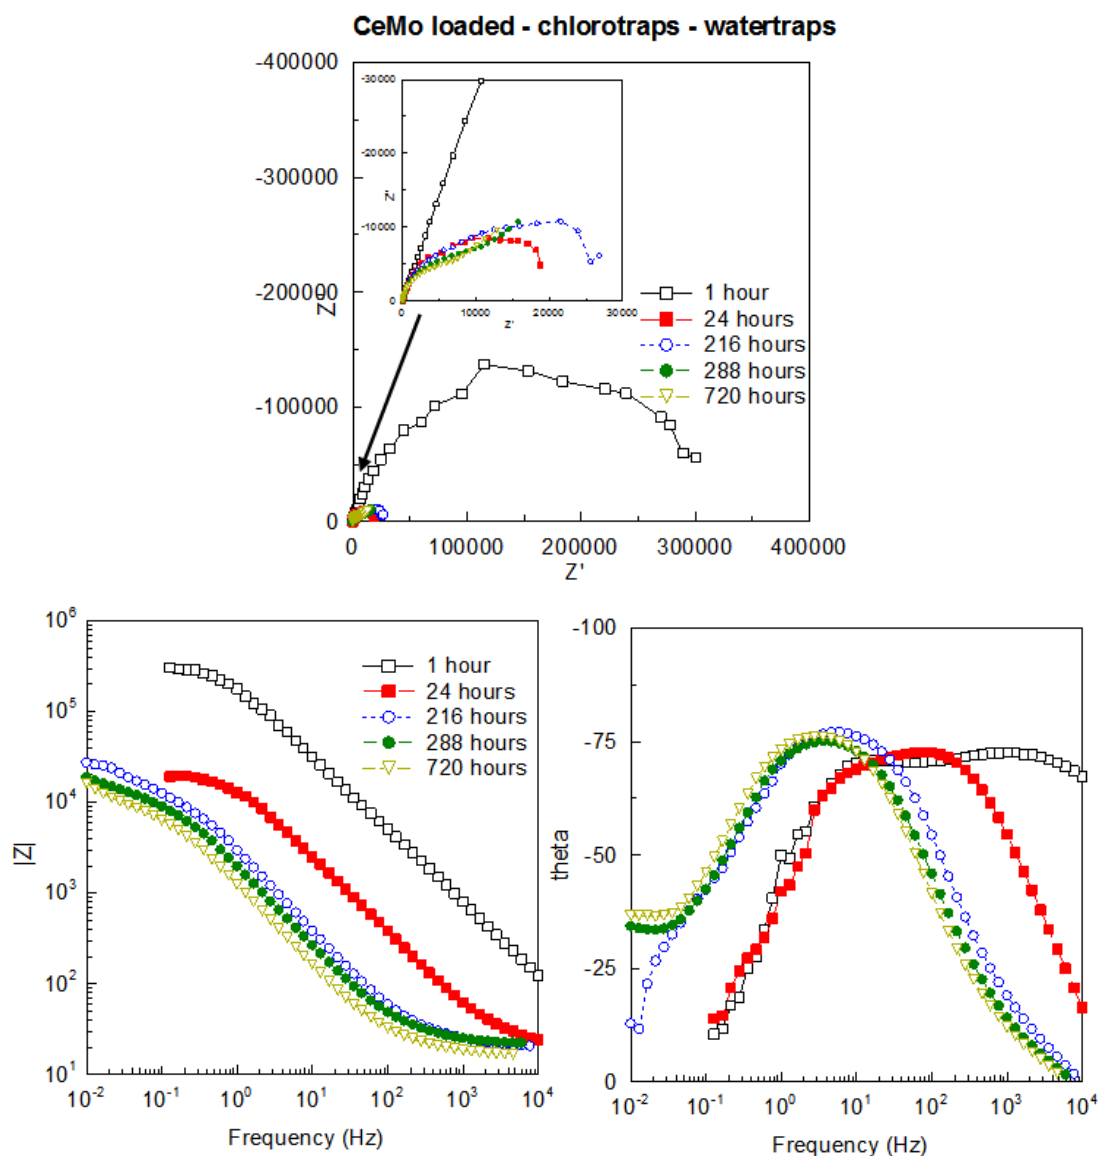 CeMo loaded - chlorotraps - watertraps
-400000
-300000
-200000
-100000
0
Z''
0 100000 200000 300000 400000
Z'
-30000
-20000
-10000
0
Z''
0 10000 20000 30000
Z'
1 hour
24 hours
216 hours
288 hours
720 hours
10^6
10^5
10^4
10^3
10^2
10^1
|Z|
10^-2 10^-1 10^0 10^1 10^2 10^3 10^4
Frequency (Hz)
1 hour
24 hours
216 hours
288 hours
720 hours
-100
-75
-50
-25
0
theta
10^-2 10^-1 10^0 10^1 10^2 10^3 10^4
Frequency (Hz)